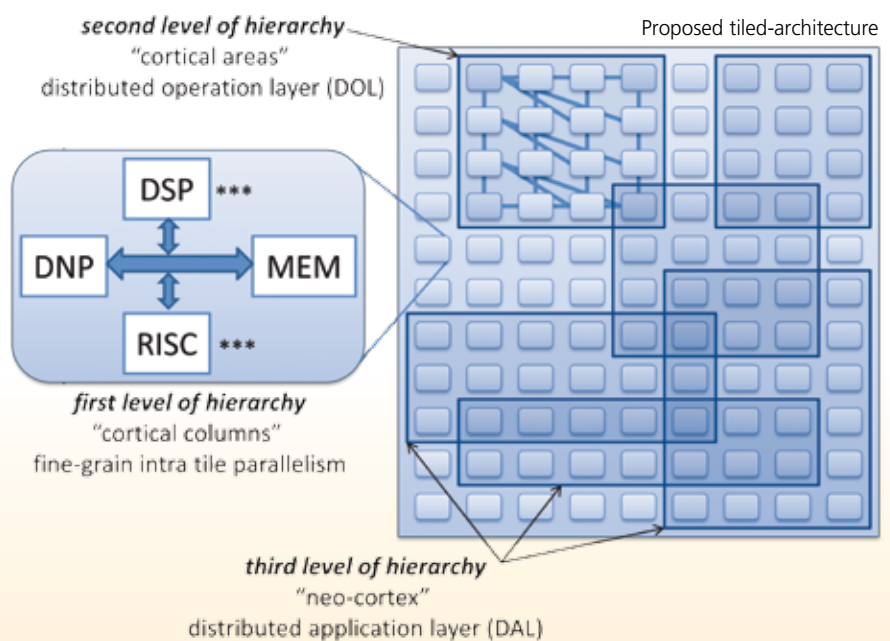 Proposed tiled-architecture
second level of hierarchy
“cortical areas”
distributed operation layer (DOL)
DSP ***
DNP
MEM
RISC ***
first level of hierarchy
“cortical columns”
fine-grain intra tile parallelism
third level of hierarchy
“neo-cortex”
distributed application layer (DAL)